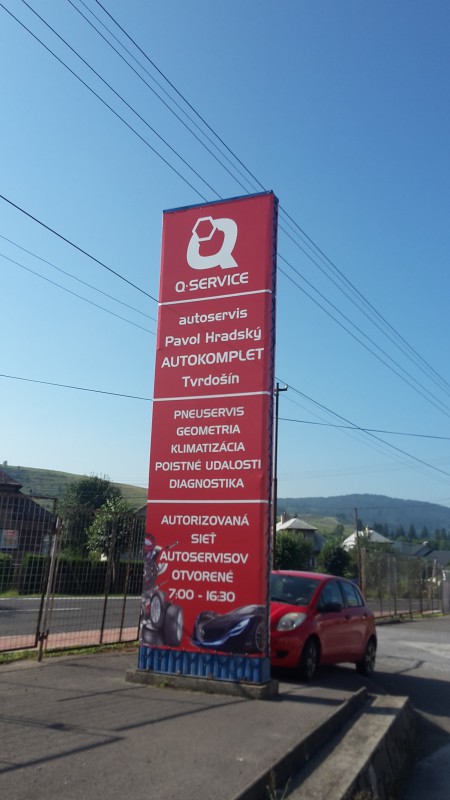 Q-SERVICE
autoservis
Pavol Hradský
AUTOKOMPLET
Tvrdošín
PNEUSERVIS
GEOMETRIA
KLIMATIZÁCIA
POISTNÉ UDALOSTI
DIAGNOSTIKA
AUTORIZOVANÁ
SIEŤ
AUTOSERVISOV
OTVORENÉ
7:00 - 16:30